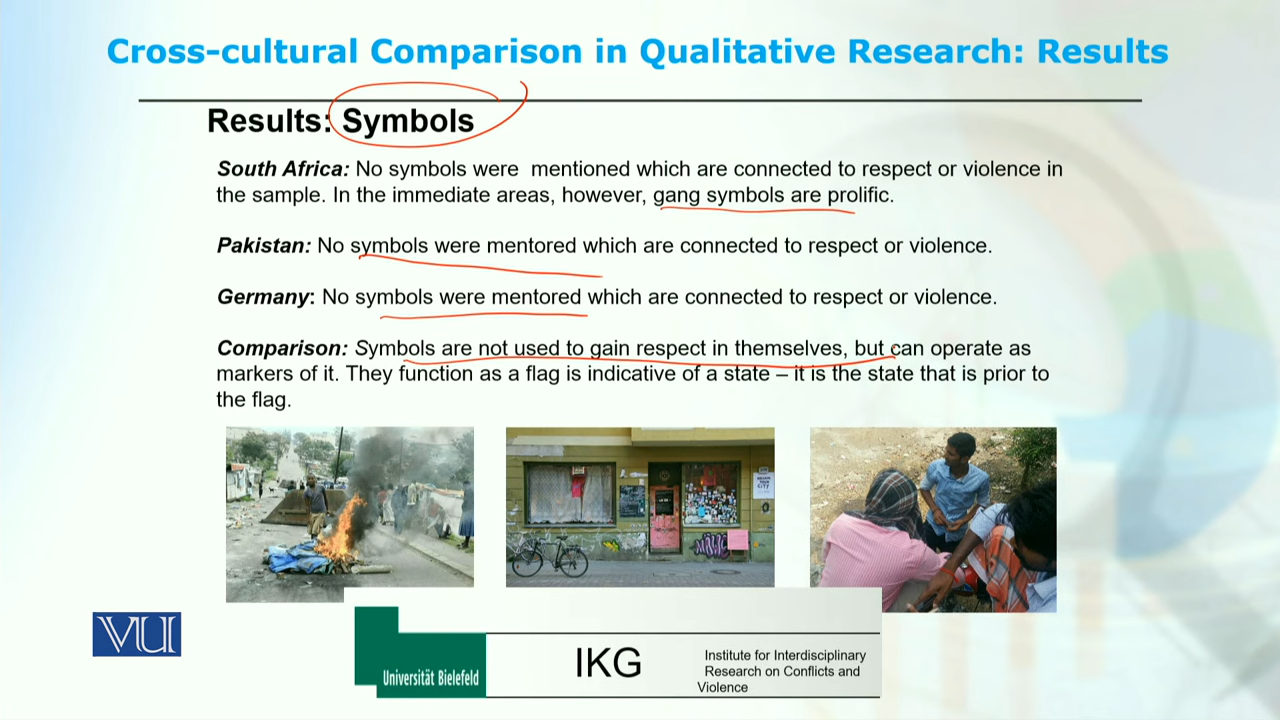 Cross-cultural Comparison in Qualitative Research: Results
Results: Symbols
South Africa: No symbols were mentioned which are connected to respect or violence in
the sample. In the immediate areas, however, gang symbols are prolific.
Pakistan: No symbols were mentored which are connected to respect or violence.
Germany: No symbols were mentored which are connected to respect or violence.
Comparison: Symbols are not used to gain respect in themselves, but can operate as
markers of it. They function as a flag is indicative of a state – it is the state that is prior to
the flag.
VU
Universität Bielefeld
IKG
Institute for Interdisciplinary
Research on Conflicts and
Violence